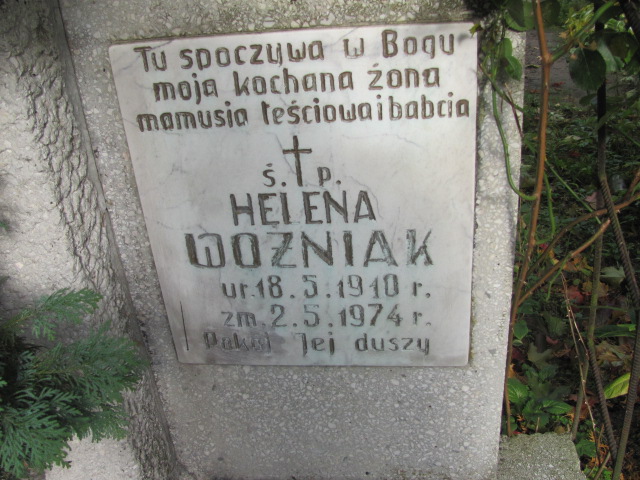 Tu spoczywa w Bogu
moja kochana żona
mamusia teściowa i babcia
ś. † p.
HELENA
WOŹNIAK
ur. 18.5.1910 r.
zm. 2.5.1974 r.
Pokój Jej duszy